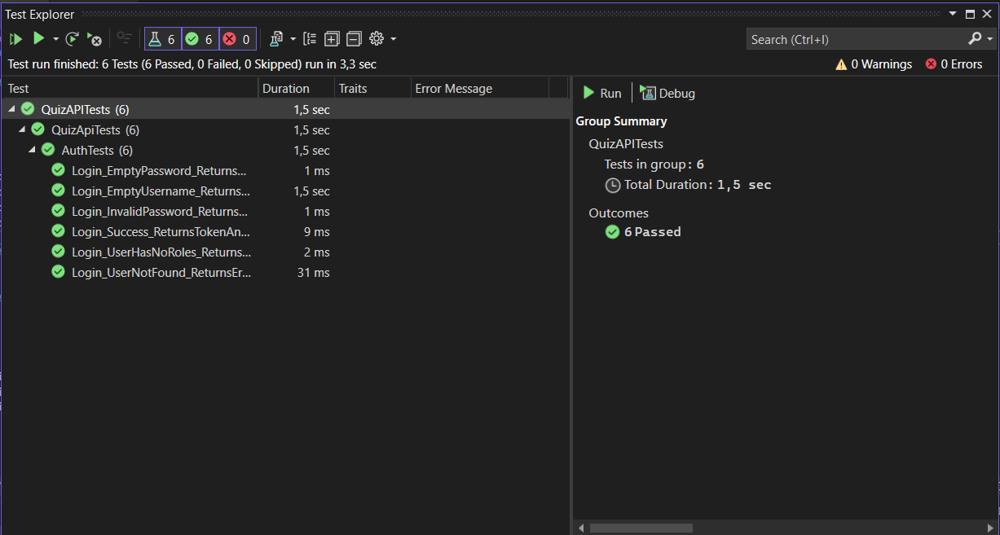 Test Explorer
6 6 0
Search (Ctrl+I)
Test run finished: 6 Tests (6 Passed, 0 Failed, 0 Skipped) run in 3,3 sec
0 Warnings 0 Errors
Test Duration Traits Error Message
QuizAPITests (6) 1,5 sec
QuizApiTests (6) 1,5 sec
AuthTests (6) 1,5 sec
Login_EmptyPassword_Returns... 1 ms
Login_EmptyUsername_Returns... 1,5 sec
Login_InvalidPassword_Returns... 1 ms
Login_Success_ReturnsTokenAn... 9 ms
Login_UserHasNoRoles_Returns... 2 ms
Login_UserNotFound_ReturnsEr... 31 ms
Run Debug
Group Summary
QuizAPITests
Tests in group: 6
Total Duration: 1,5 sec
Outcomes
6 Passed